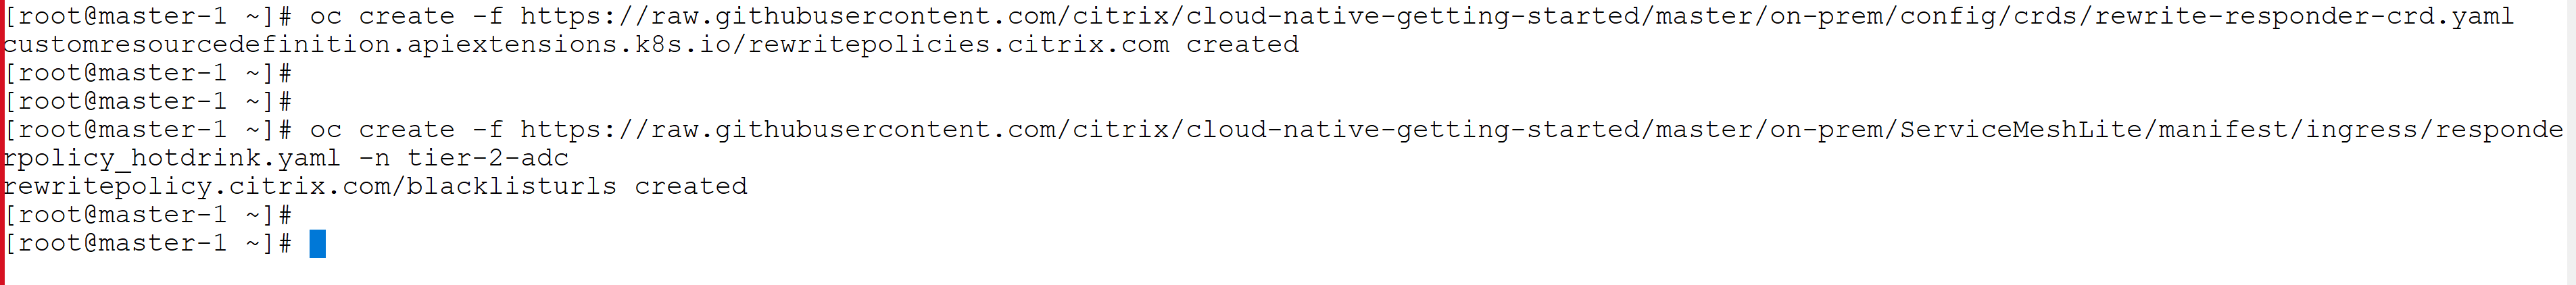 [root@master-1 ~]# oc create -f https://raw.githubusercontent.com/citrix/cloud-native-getting-started/master/on-prem/config/crds/rewrite-responder-crd.yaml
customresourcedefinition.apiextensions.k8s.io/rewritepolicies.citrix.com created
[root@master-1 ~]#
[root@master-1 ~]#
[root@master-1 ~]# oc create -f https://raw.githubusercontent.com/citrix/cloud-native-getting-started/master/on-prem/ServiceMeshLite/manifest/ingress/responde
rpolicy_hotdrink.yaml -n tier-2-adc
rewritepolicy.citrix.com/blacklisturls created
[root@master-1 ~]#
[root@master-1 ~]#